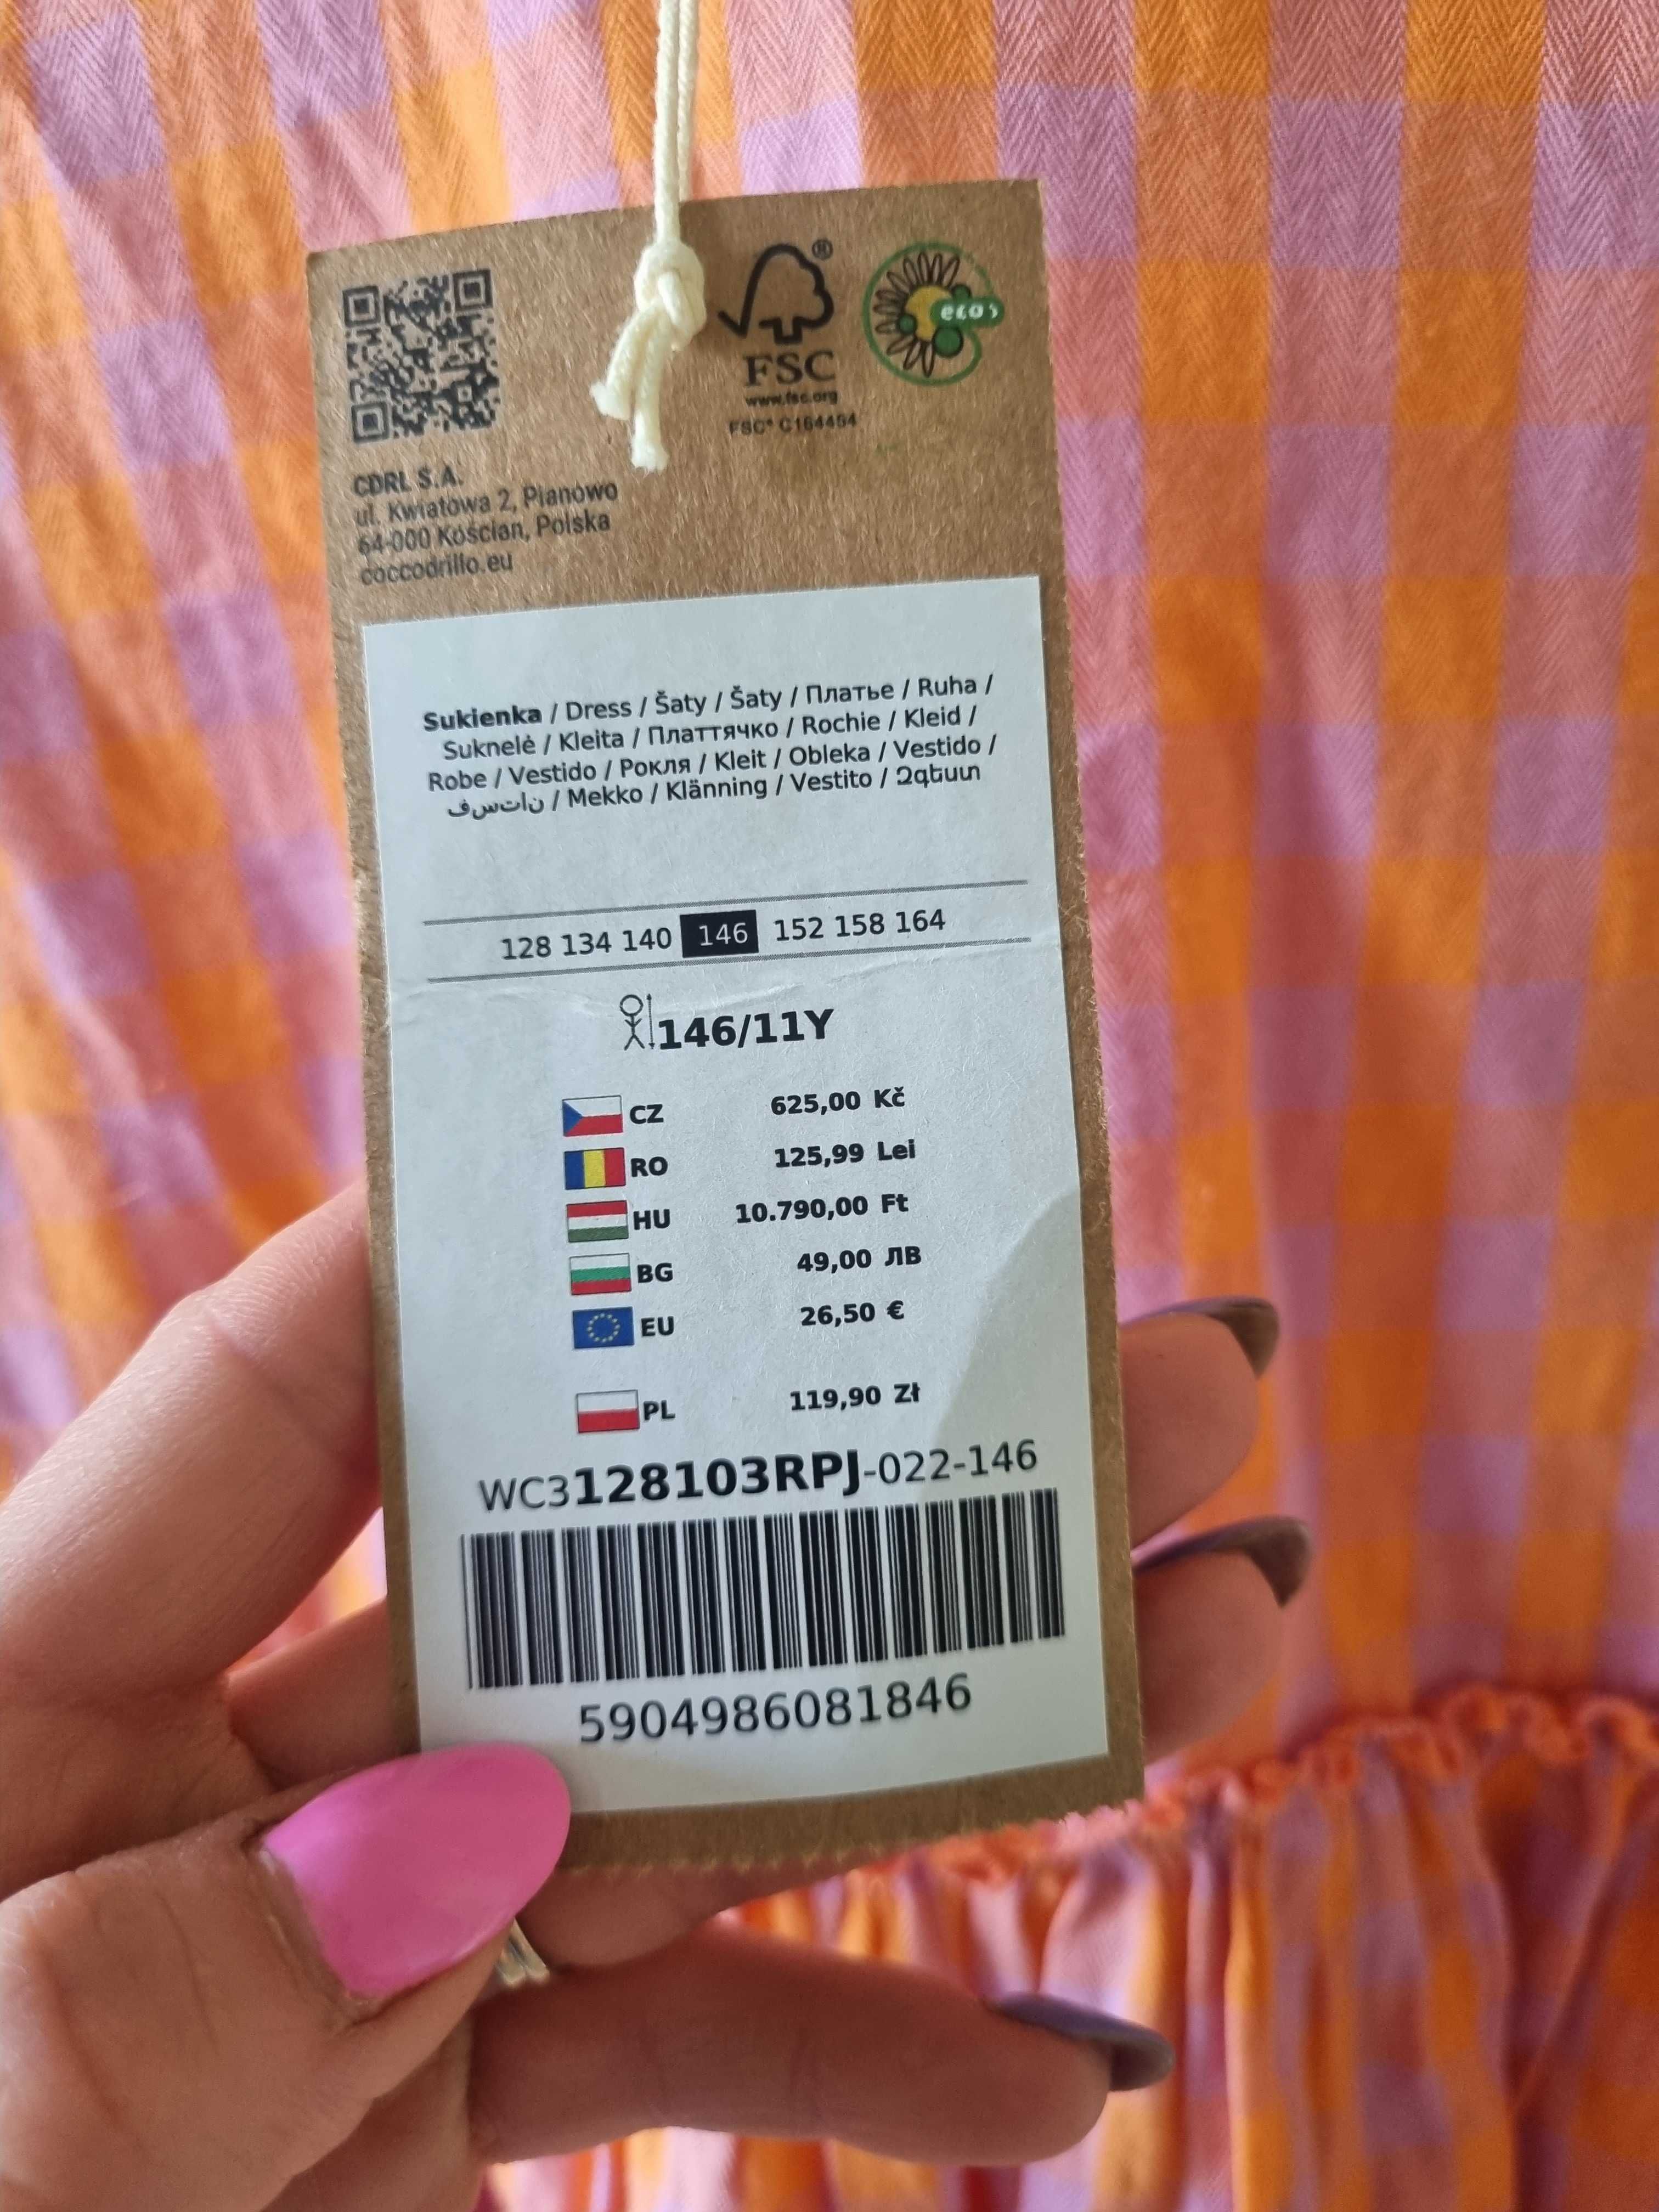 ®
FSC
www.fsc.org
FSC® C164454
CDRL S.A.
ul. Kwiatowa 2, Pianowo
64-000 Kościan, Polska
coccodrillo.eu
Sukienka / Dress / Šaty / Šaty / Платье / Ruha /
Suknelė / Kleita / Платтячко / Rochie / Kleid /
Robe / Vestido / Рокля / Kleit / Obleka / Vestido /
فستان / Mekko / Klänning / Vestito / Զգեստ
128 134 140 146 152 158 164
146/11Y
CZ 625,00 Kč
RO 125,99 Lei
HU 10.790,00 Ft
BG 49,00 ЛВ
EU 26,50 €
PL 119,90 Zł
WC3128103RPJ-022-146
5904986081846